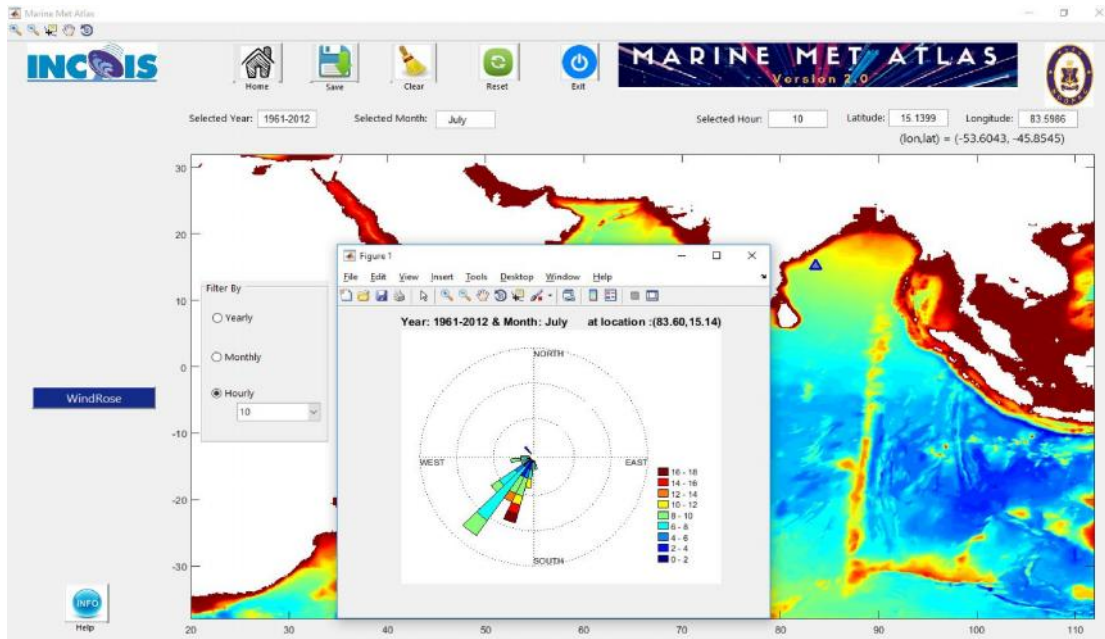 Marine Met Atlas
INCOIS
Home
Save
Clear
Reset
Exit
MARINE MET ATLAS
Version 2.0
Selected Year: 1961-2012
Selected Month: July
Selected Hour: 10
Latitude: 15.1399
Longitude: 83.5986
(lon,lat) = (-53.6043, -45.8545)
30
20
10
0
-10
-20
-30
20
30
40
50
60
70
80
90
100
110
Filter By
Yearly
Monthly
Hourly
10
WindRose
INFO
Help
Figure 1
File Edit View Insert Tools Desktop Window Help
Year: 1961-2012 & Month: July at location :(83.60,15.14)
NORTH
WEST
EAST
SOUTH
16 - 18
14 - 16
12 - 14
10 - 12
8 - 10
6 - 8
4 - 6
2 - 4
0 - 2